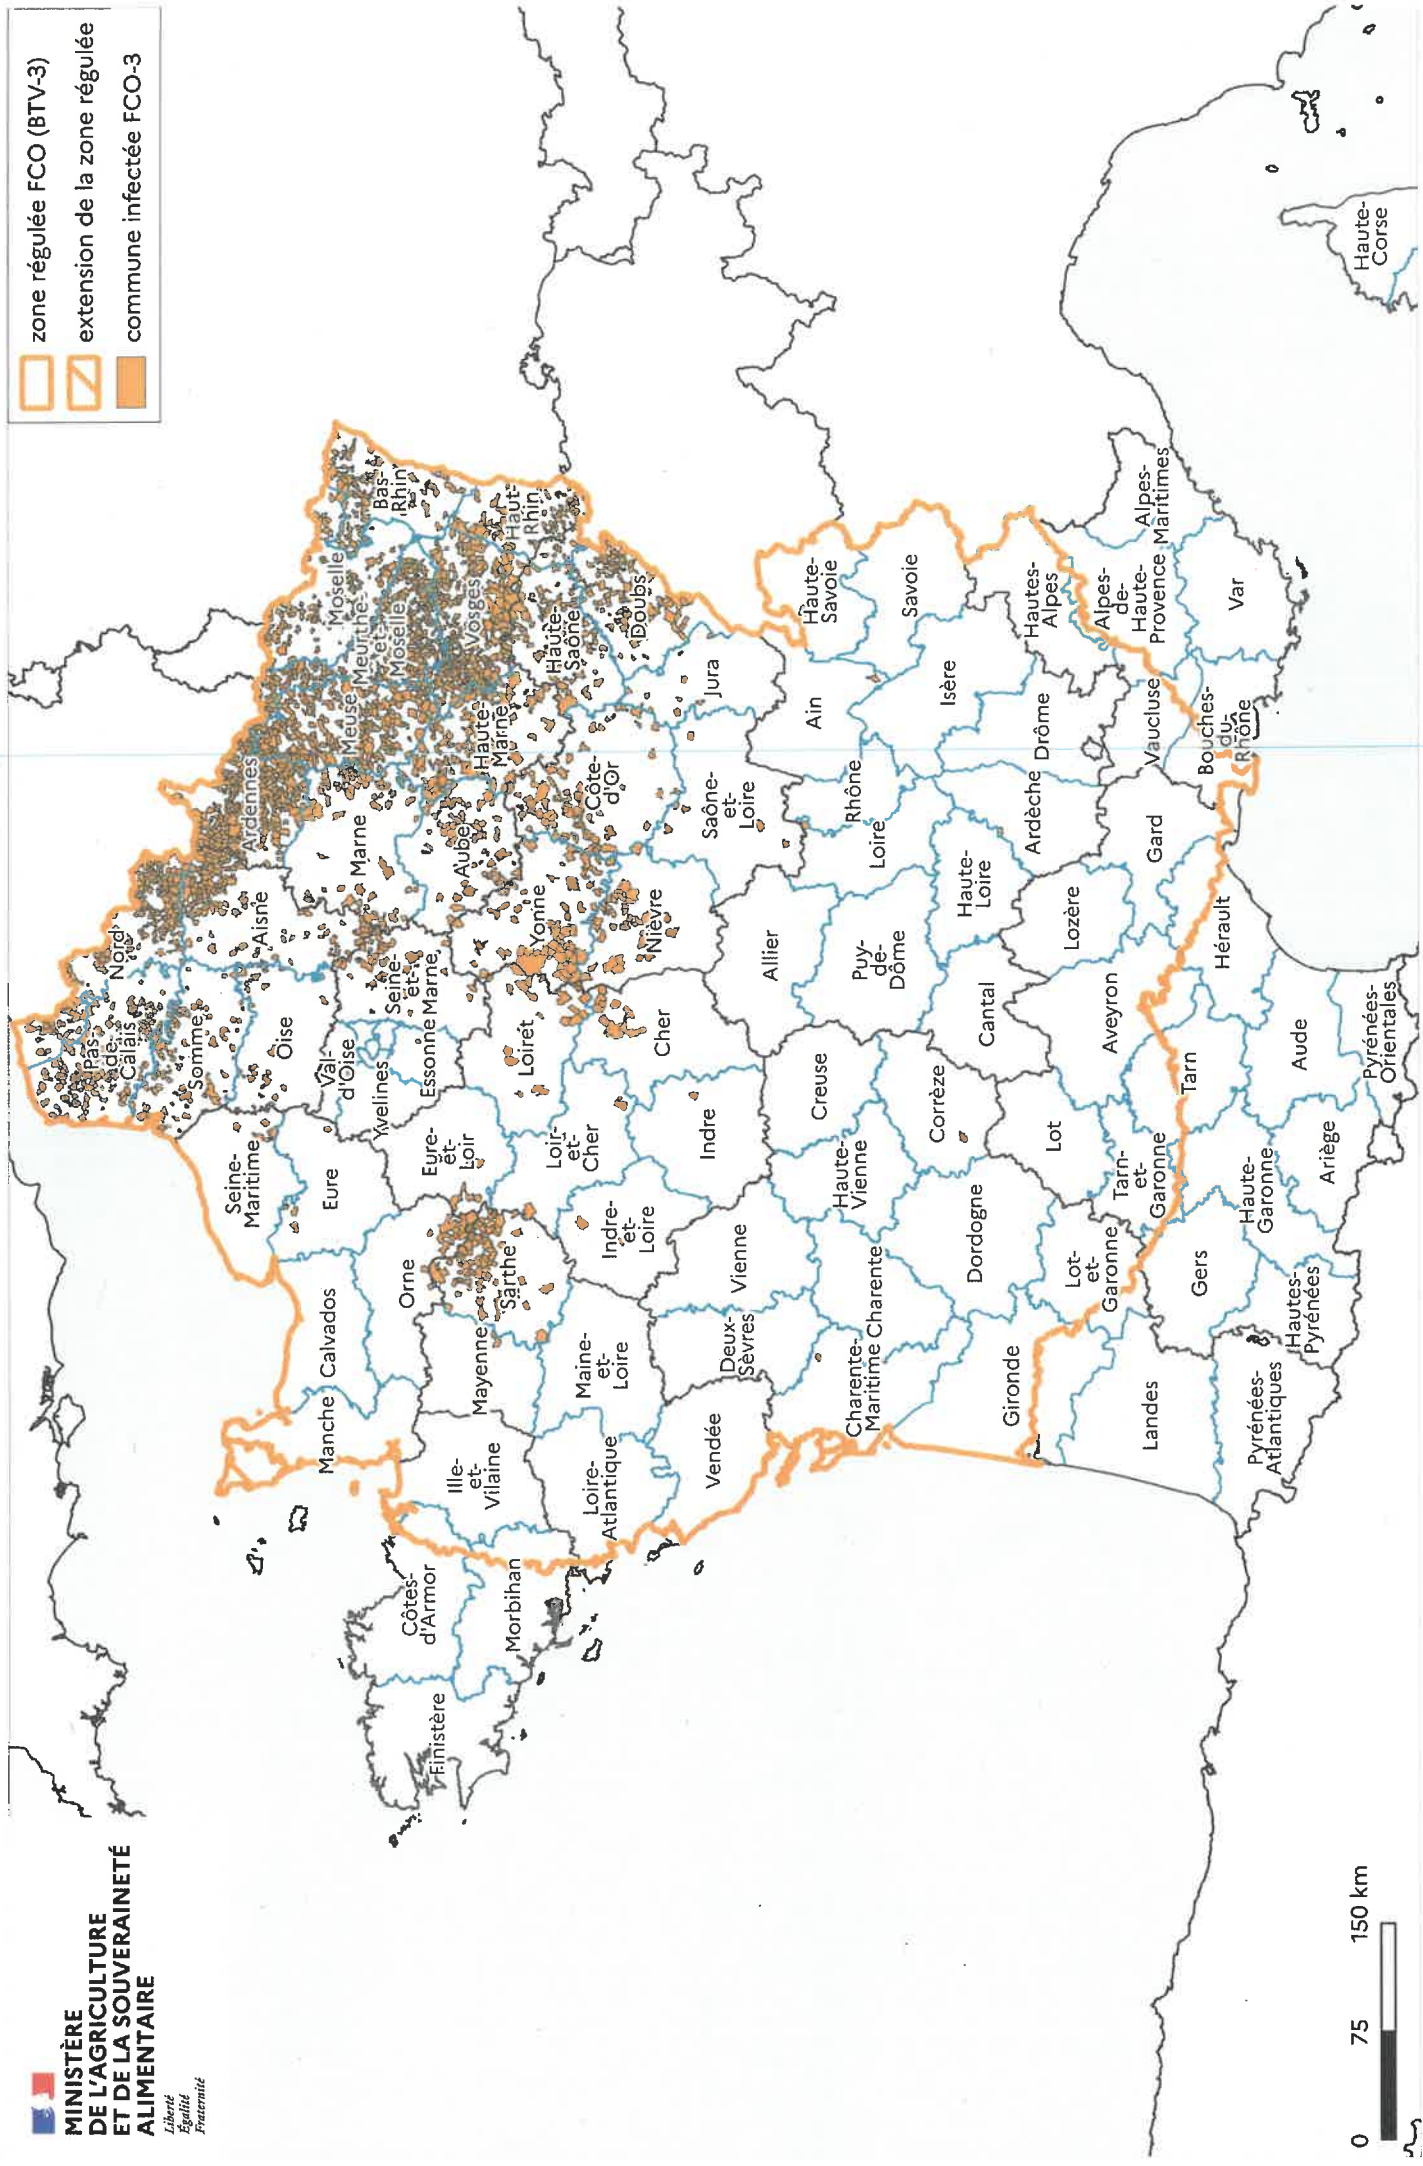 MINISTÈRE
DE L'AGRICULTURE
ET DE LA SOUVERAINETÉ
ALIMENTAIRE
Liberté
Égalité
Fraternité
zone régulée FCO (BTV-3)
extension de la zone régulée
commune infectée FCO-3
Nord
Pas-
de-
Calais
Somme
Seine-
Maritime
Oise
Aisne
Ardennes
Manche
Calvados
Eure
Val-
d'Oise
Yvelines
Essonne
Seine-
et-
Marne
Marne
Meuse
Meurthe-
et-
Moselle
Moselle
Bas-
Rhin
Finistère
Côtes-
d'Armor
Morbihan
Ille-
et-
Vilaine
Mayenne
Orne
Sarthe
Eure-
et-
Loir
Loiret
Yonne
Aube
Haute-
Marne
Vosges
Haut-
Rhin
Loire-
Atlantique
Maine-
et-
Loire
Indre-
et-
Loire
Loir-
et-
Cher
Cher
Nièvre
Côte-
d'Or
Haute-
Saône
Doubs
Vendée
Deux-
Sèvres
Vienne
Indre
Allier
Saône-
et-
Loire
Jura
Charente-
Maritime
Charente
Haute-
Vienne
Creuse
Puy-
de-
Dôme
Loire
Rhône
Ain
Haute-
Savoie
Savoie
Gironde
Dordogne
Corrèze
Cantal
Haute-
Loire
Ardèche
Isère
Drôme
Hautes-
Alpes
Landes
Lot-
et-
Garonne
Lot
Tarn-
et-
Garonne
Aveyron
Lozère
Gard
Vaucluse
Alpes-
de-
Haute-
Provence
Alpes-
Maritimes
Pyrénées-
Atlantiques
Hautes-
Pyrénées
Gers
Haute-
Garonne
Tarn
Hérault
Bouches-
du-
Rhône
Var
Ariège
Aude
Pyrénées-
Orientales
Haute-
Corse
0 75 150 km